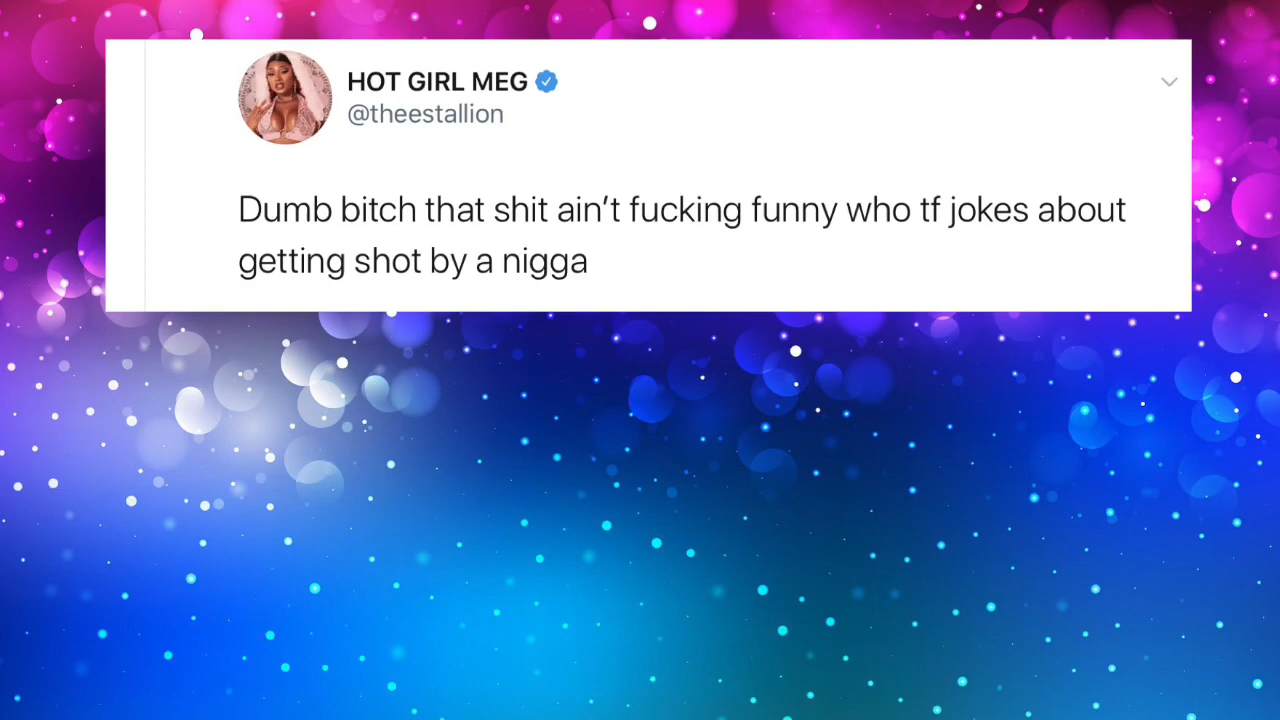 HOT GIRL MEG
@theestallion
Dumb bitch that shit ain’t fucking funny who tf jokes about
getting shot by a nigga